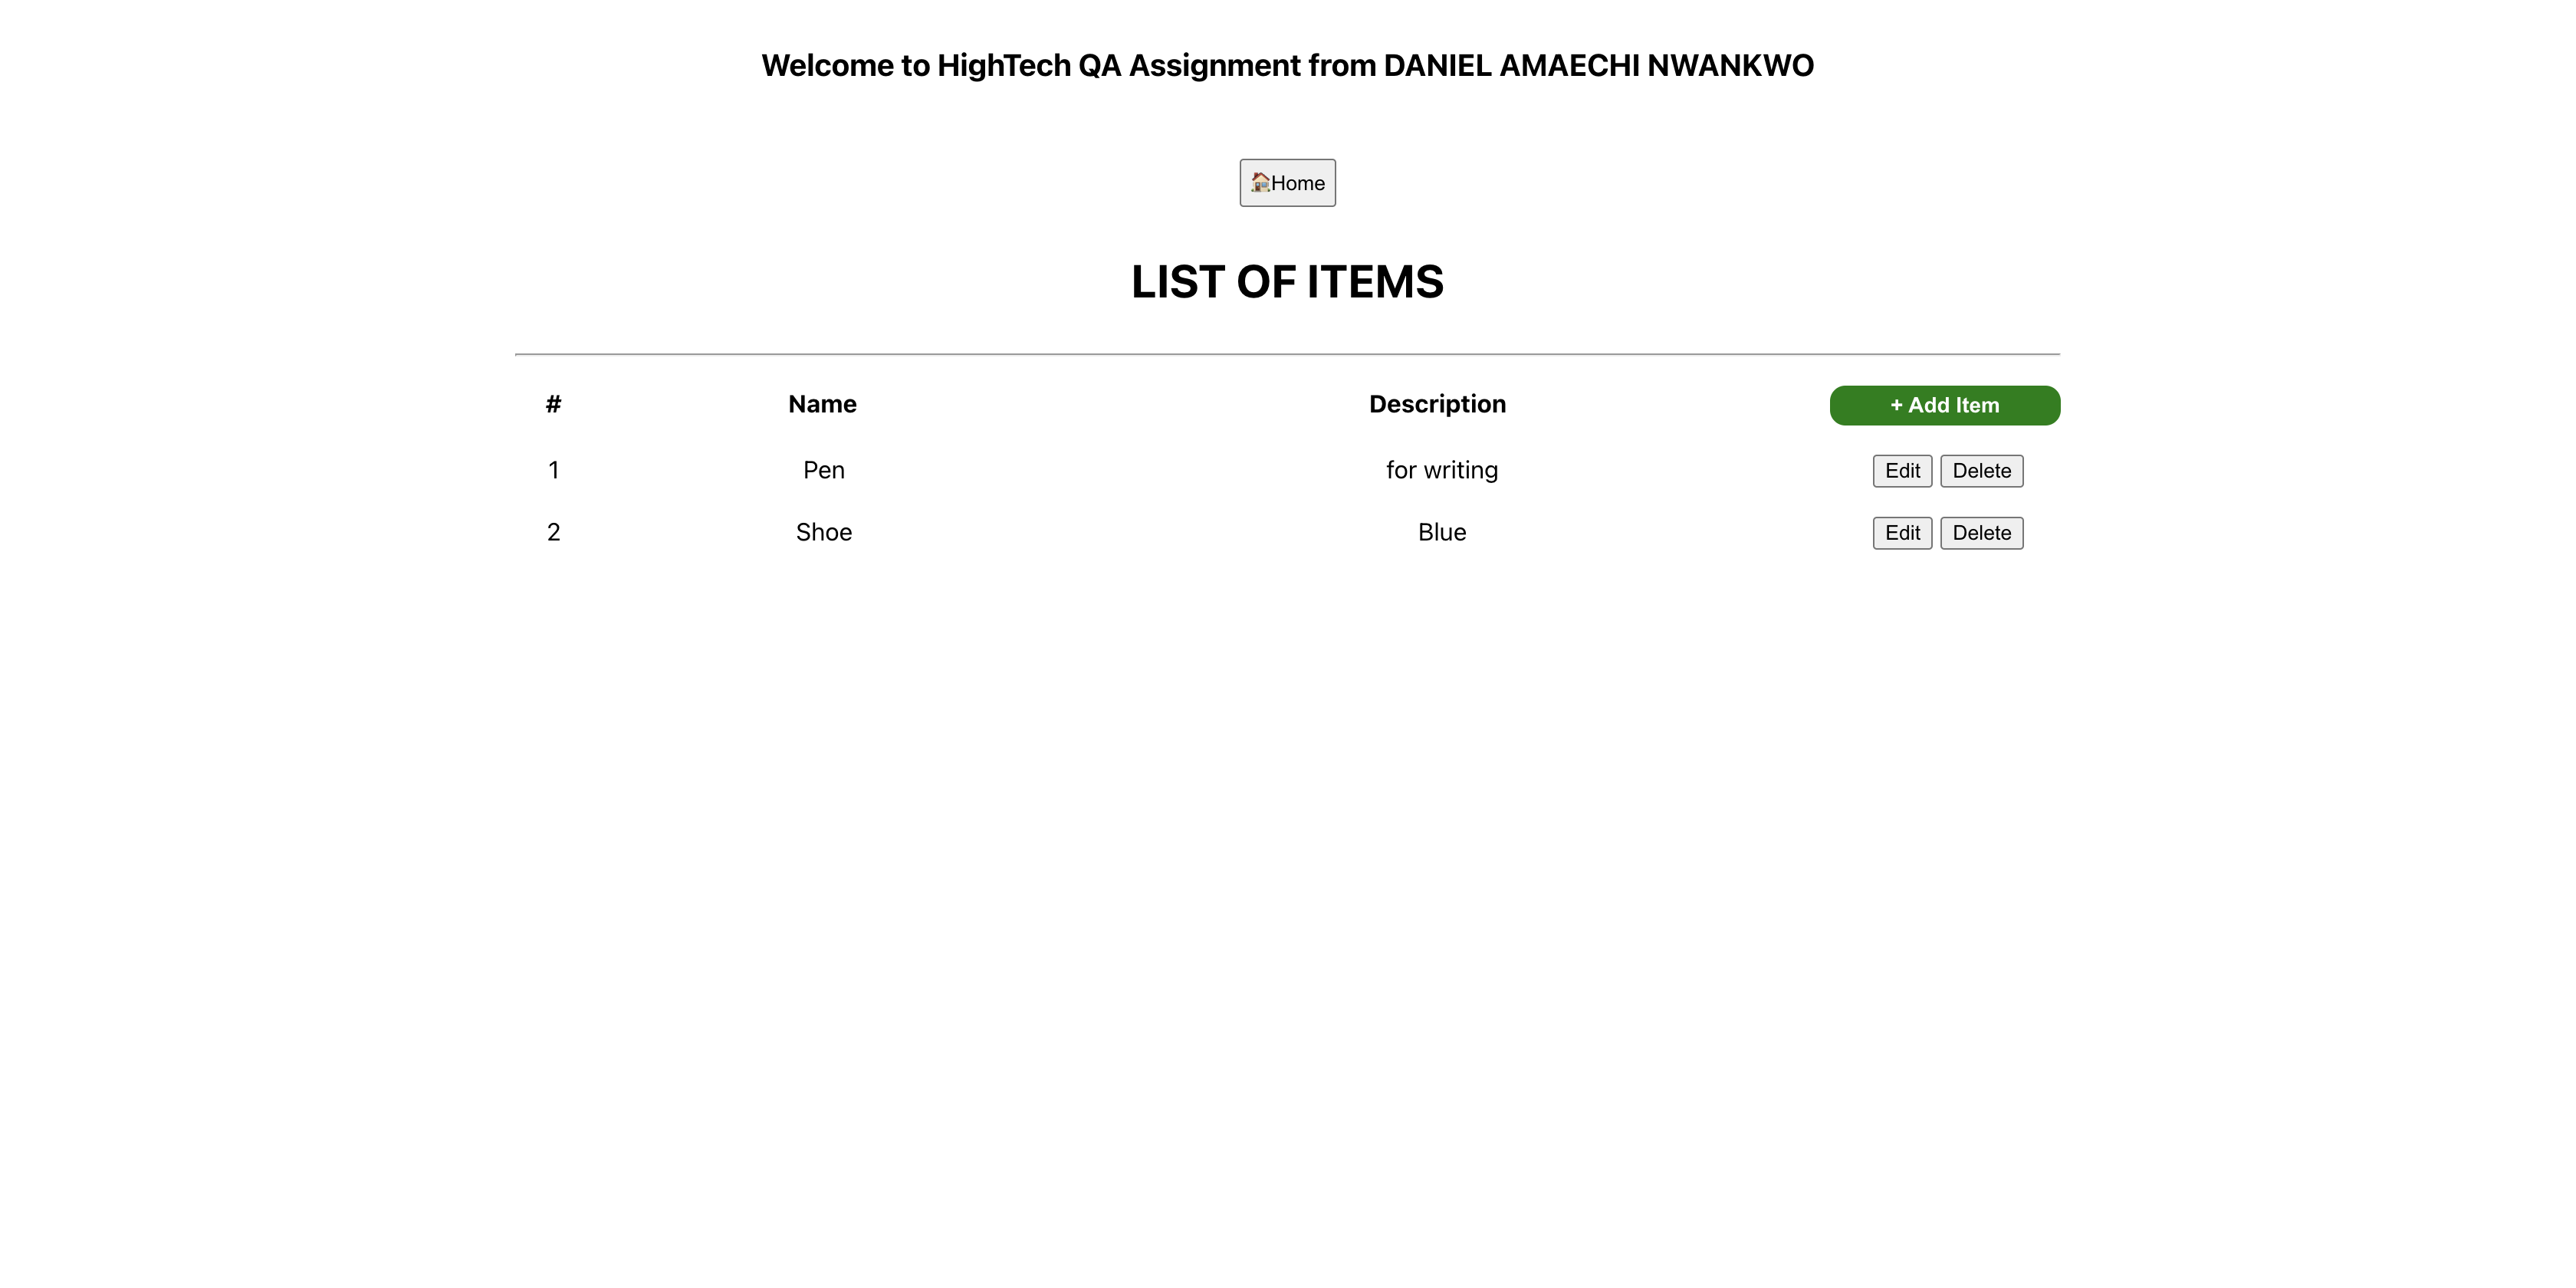 Welcome to HighTech QA Assignment from DANIEL AMAECHI NWANKWO
🏠Home
LIST OF ITEMS
# Name Description + Add Item
1 Pen for writing Edit Delete
2 Shoe Blue Edit Delete